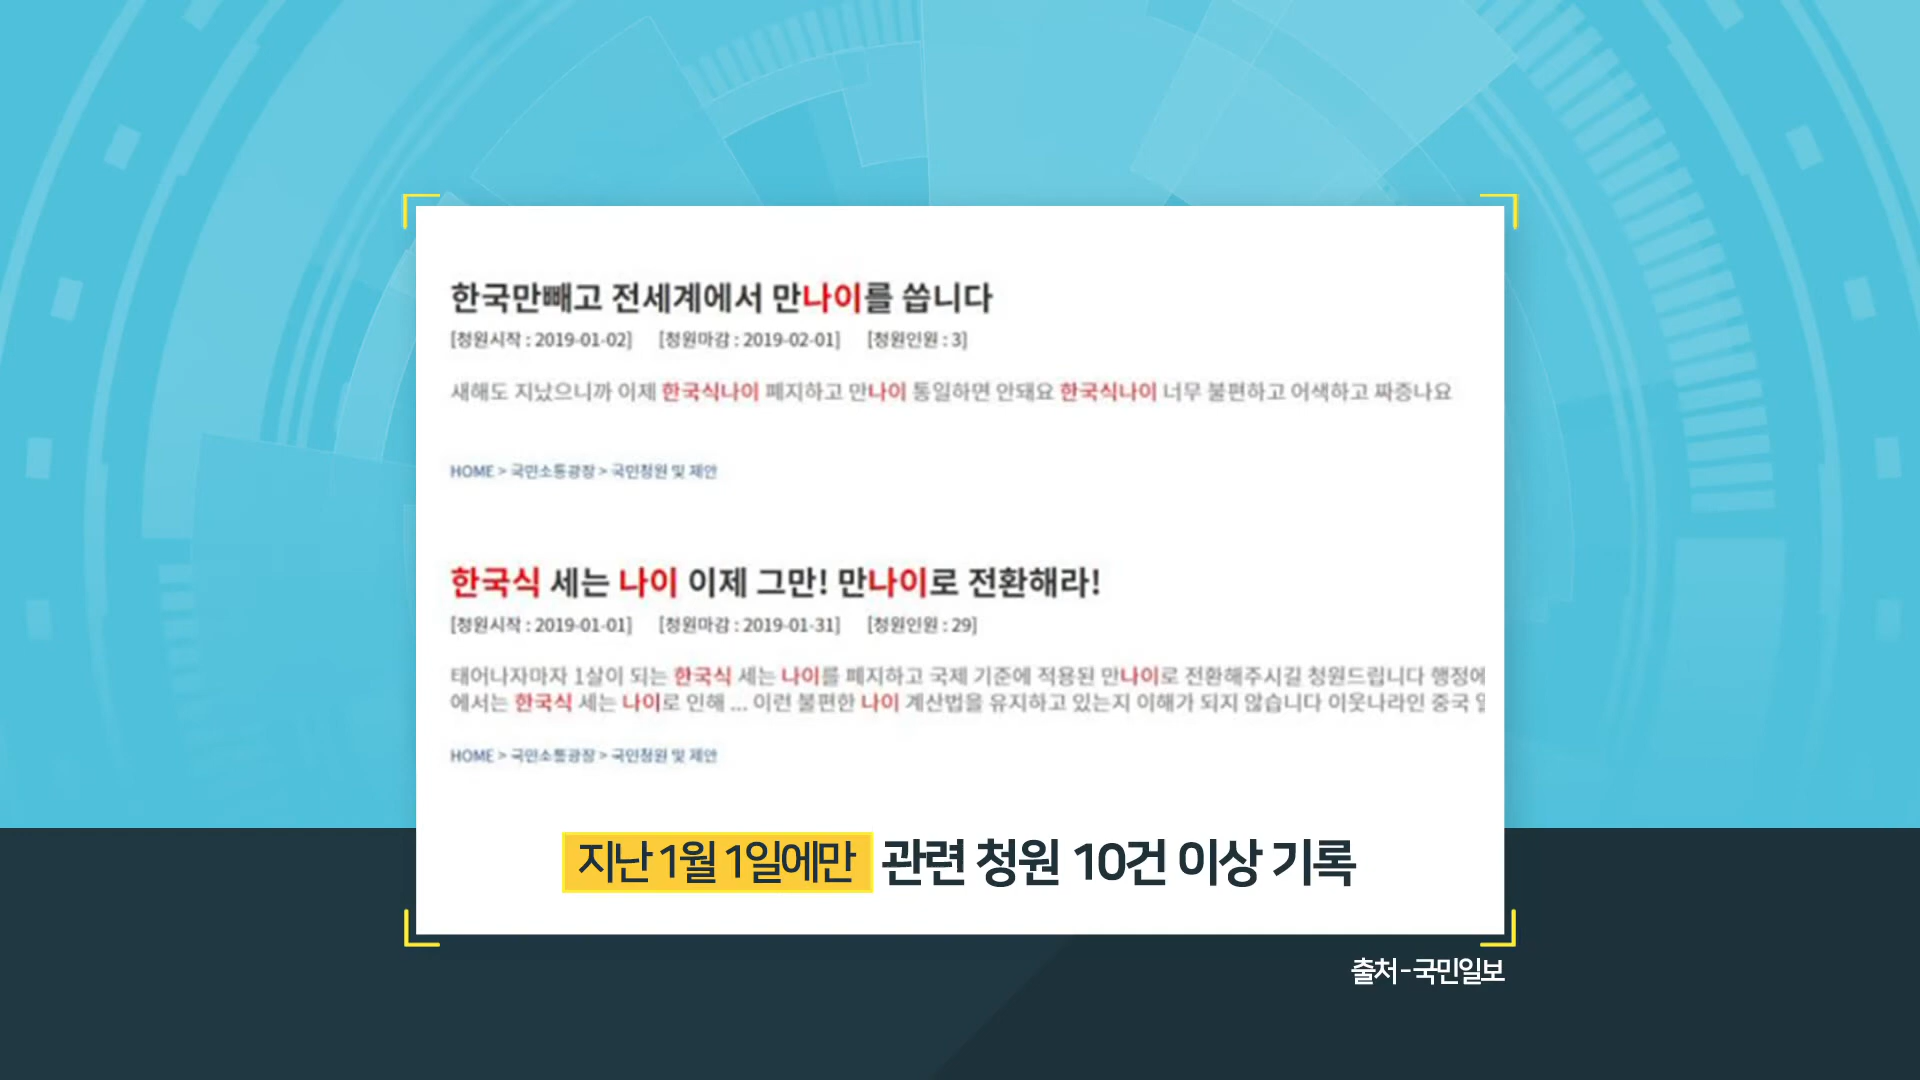 한국만빼고 전세계에서 만나이를 씁니다
[청원시작 : 2019-01-02] [청원마감 : 2019-02-01] [청원인원 : 3]
새해도 지났으니까 이제 한국식나이 폐지하고 만나이 통일하면 안돼요 한국식나이 너무 불편하고 어색하고 짜증나요
HOME > 국민소통광장 > 국민청원 및 제안
한국식 세는 나이 이제 그만! 만나이로 전환해라!
[청원시작 : 2019-01-01] [청원마감 : 2019-01-31] [청원인원 : 29]
태어나자마자 1살이 되는 한국식 세는 나이를 폐지하고 국제 기준에 적용된 만나이로 전환해주시길 청원드립니다
에서는 한국식 세는 나이로 인해 ... 이런 불편한 나이 계산법을 유지하고 있는지 이해가 되지 않습니다 이웃나라인 중국
HOME > 국민소통광장 > 국민청원 및 제안
지난 1월 1일에만 관련 청원 10건 이상 기록
출처-국민일보